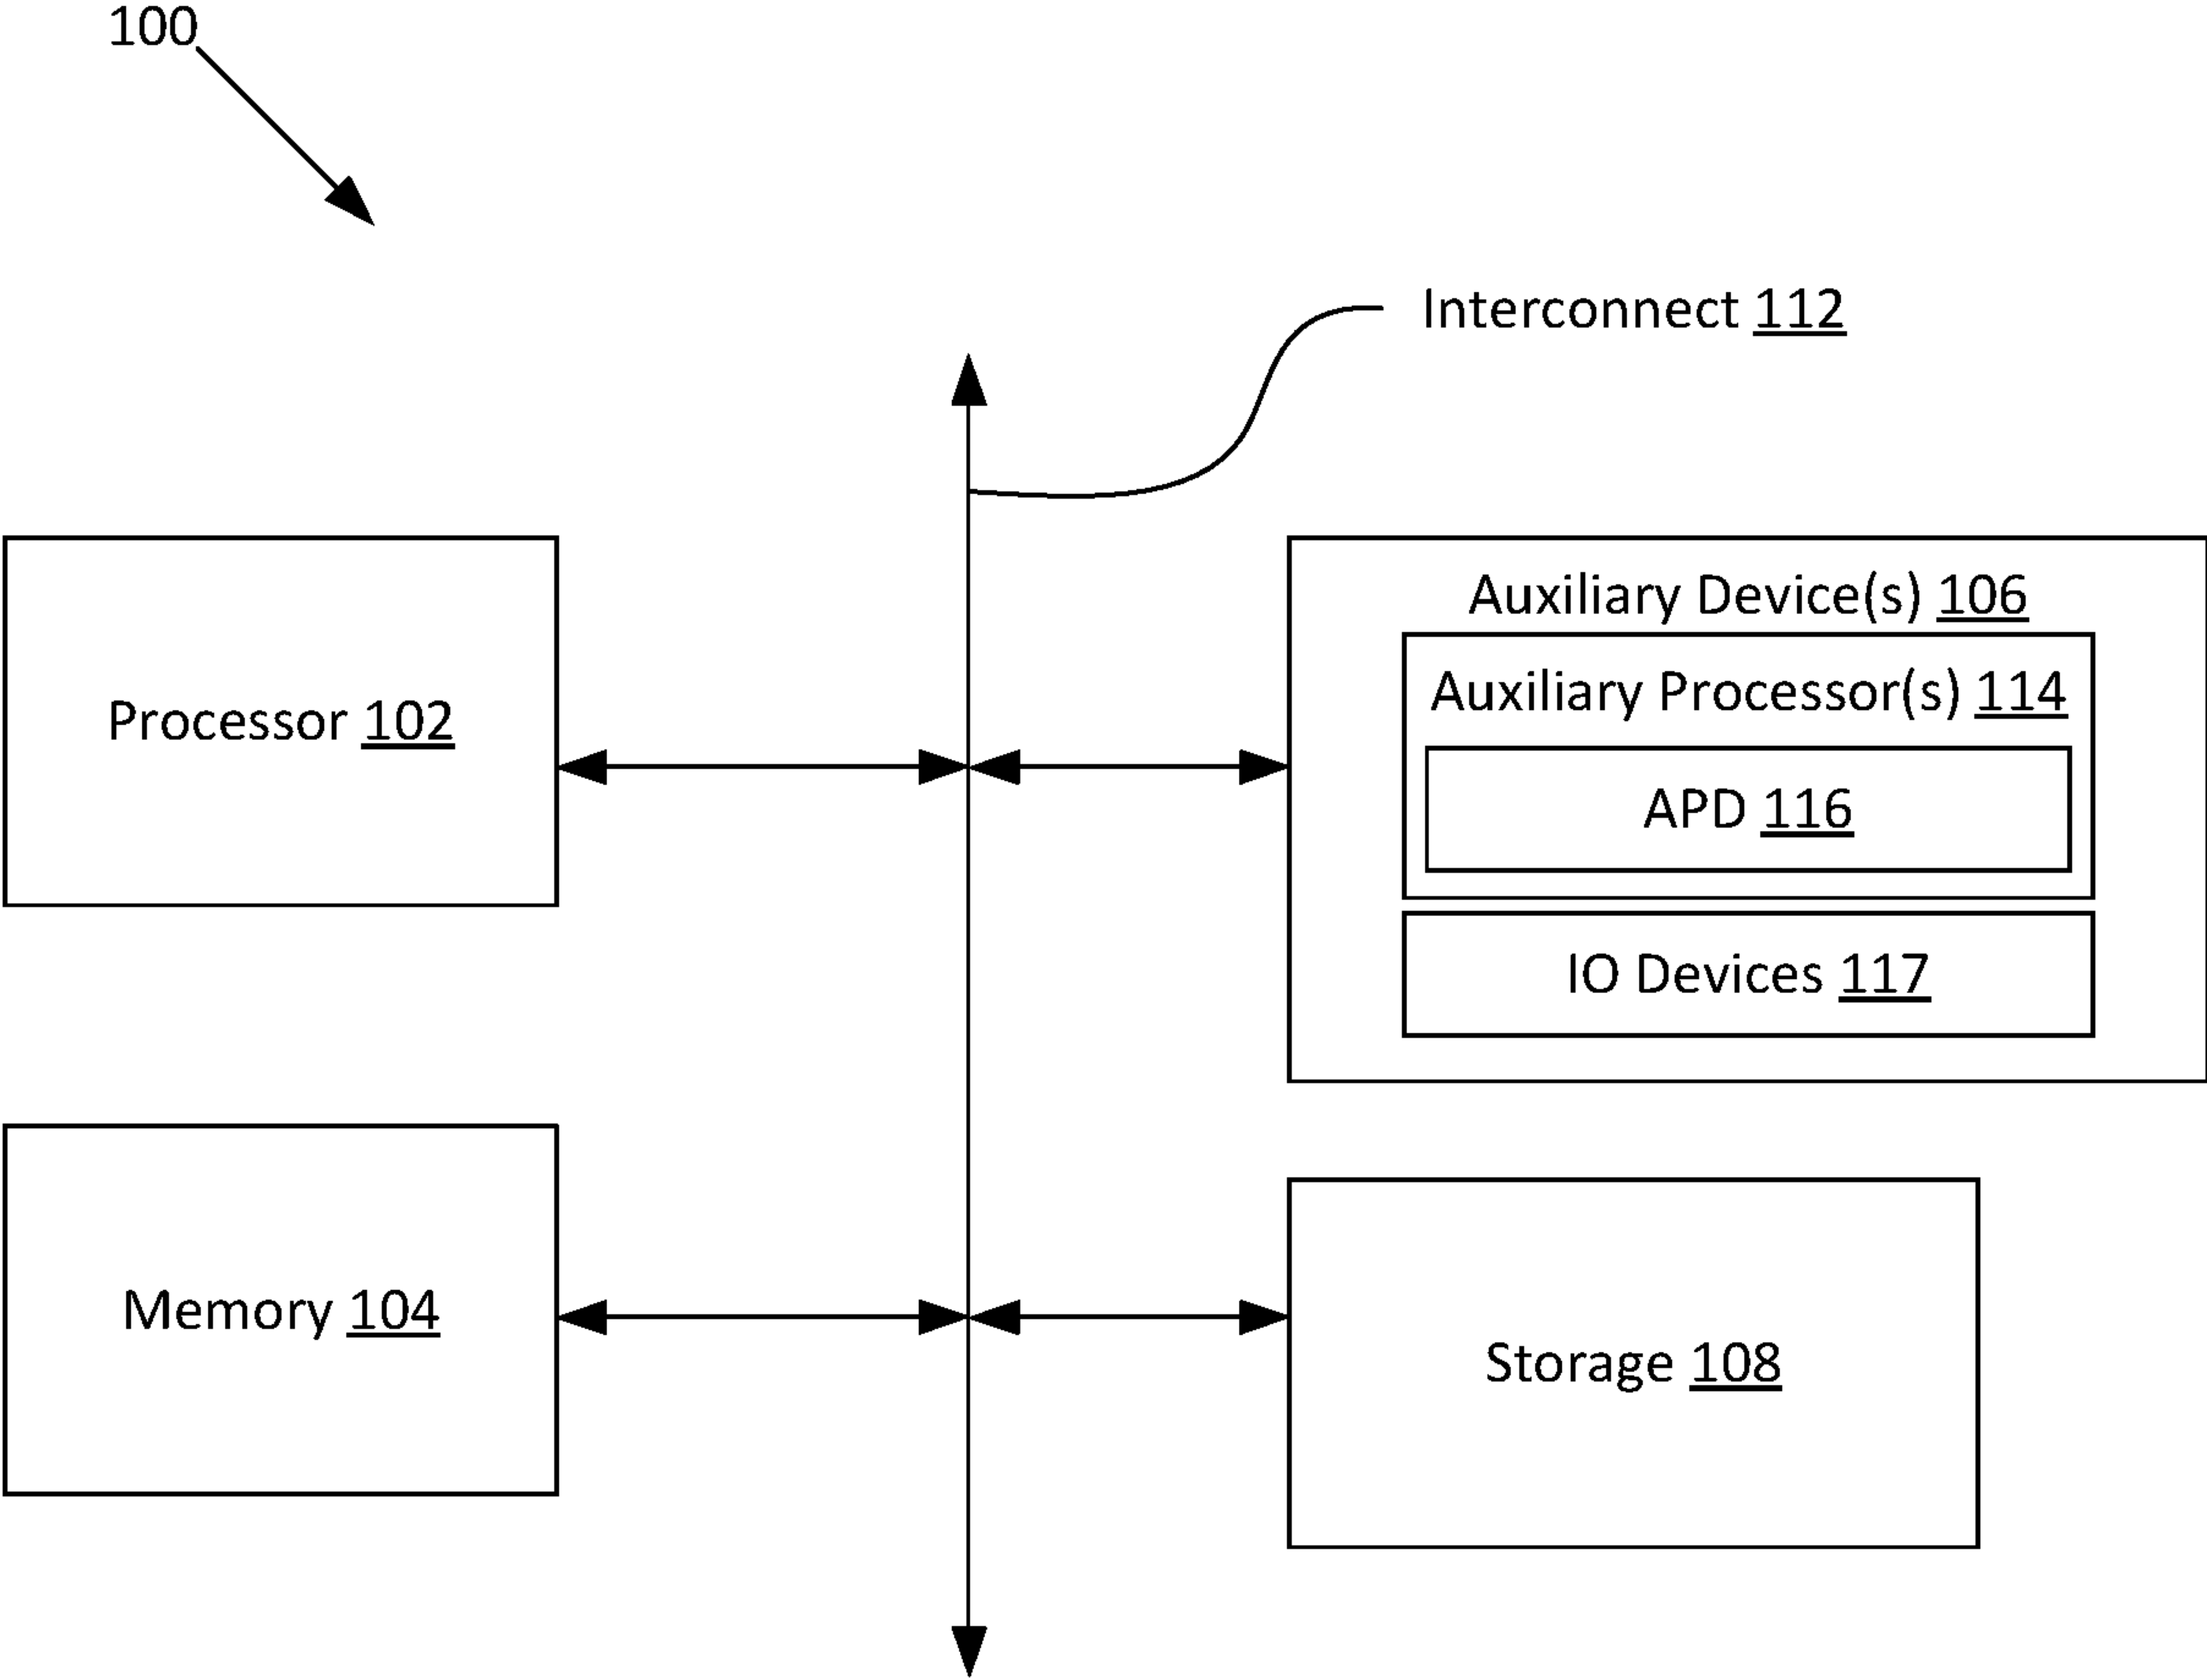 100
Interconnect 112
Processor 102
Auxiliary Device(s) 106
Auxiliary Processor(s) 114
APD 116
IO Devices 117
Memory 104
Storage 108